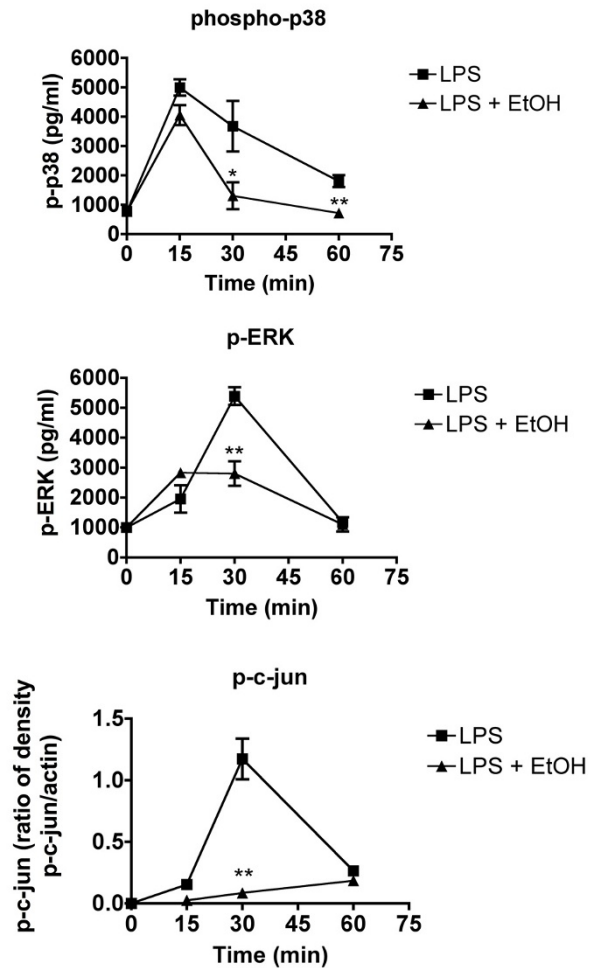 phospho-p38
p-p38 (pg/ml)
6000
5000
4000
3000
2000
1000
0
*
**
0 15 30 45 60 75
Time (min)
LPS
LPS + EtOH
p-ERK
p-ERK (pg/ml)
6000
5000
4000
3000
2000
1000
0
**
0 15 30 45 60 75
Time (min)
LPS
LPS + EtOH
p-c-jun
p-c-jun (ratio of density
p-c-jun/actin)
1.5
1.0
0.5
0.0
**
0 15 30 45 60 75
Time (min)
LPS
LPS + EtOH